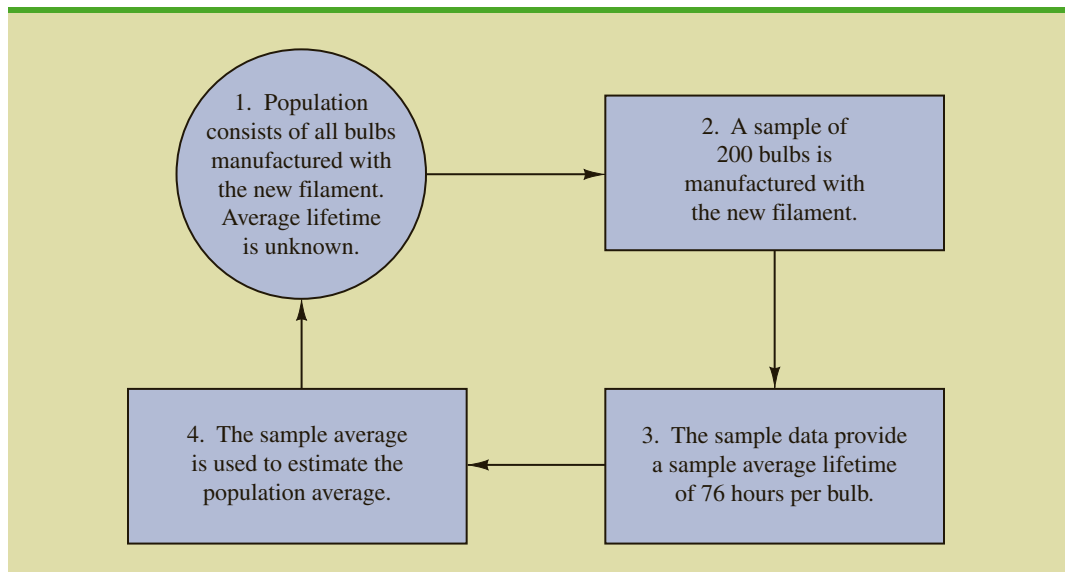 1. Population
consists of all bulbs
manufactured with
the new filament.
Average lifetime
is unknown.
2. A sample of
200 bulbs is
manufactured with
the new filament.
3. The sample data provide
a sample average lifetime
of 76 hours per bulb.
4. The sample average
is used to estimate the
population average.